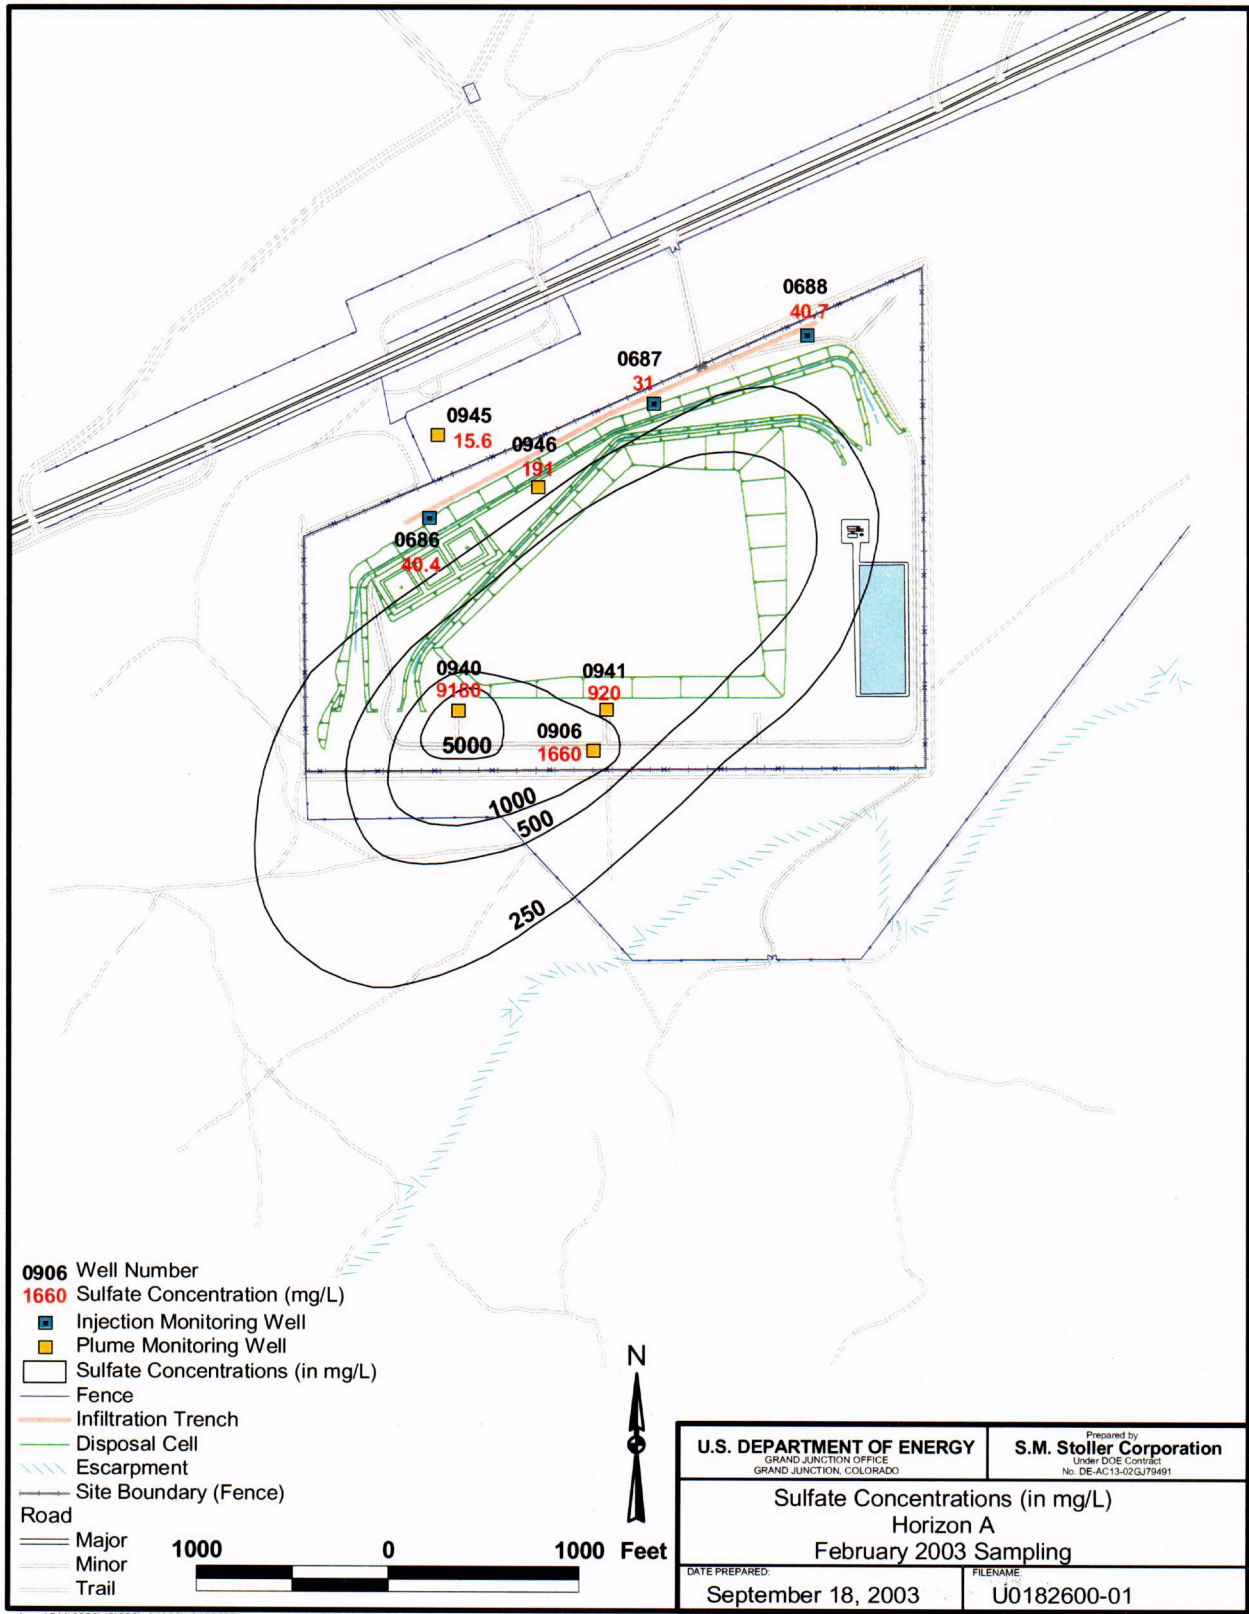 0688
40.7
0687
31
0945
15.6
0946
191
0686
40.4
0940
9180
0941
920
0906
1660
5000
1000
500
250
0906 Well Number
1660 Sulfate Concentration (mg/L)
Injection Monitoring Well
Plume Monitoring Well
Sulfate Concentrations (in mg/L)
Fence
Infiltration Trench
Disposal Cell
Escarpment
Site Boundary (Fence)
Road
Major
Minor
Trail
1000 0 1000 Feet
N
U.S. DEPARTMENT OF ENERGY
GRAND JUNCTION OFFICE
GRAND JUNCTION, COLORADO
Prepared by
S.M. Stoller Corporation
Under DOE Contract
No. DE-AC13-02GJ79491
Sulfate Concentrations (in mg/L)
Horizon A
February 2003 Sampling
DATE PREPARED:
September 18, 2003
FILENAME:
U0182600-01